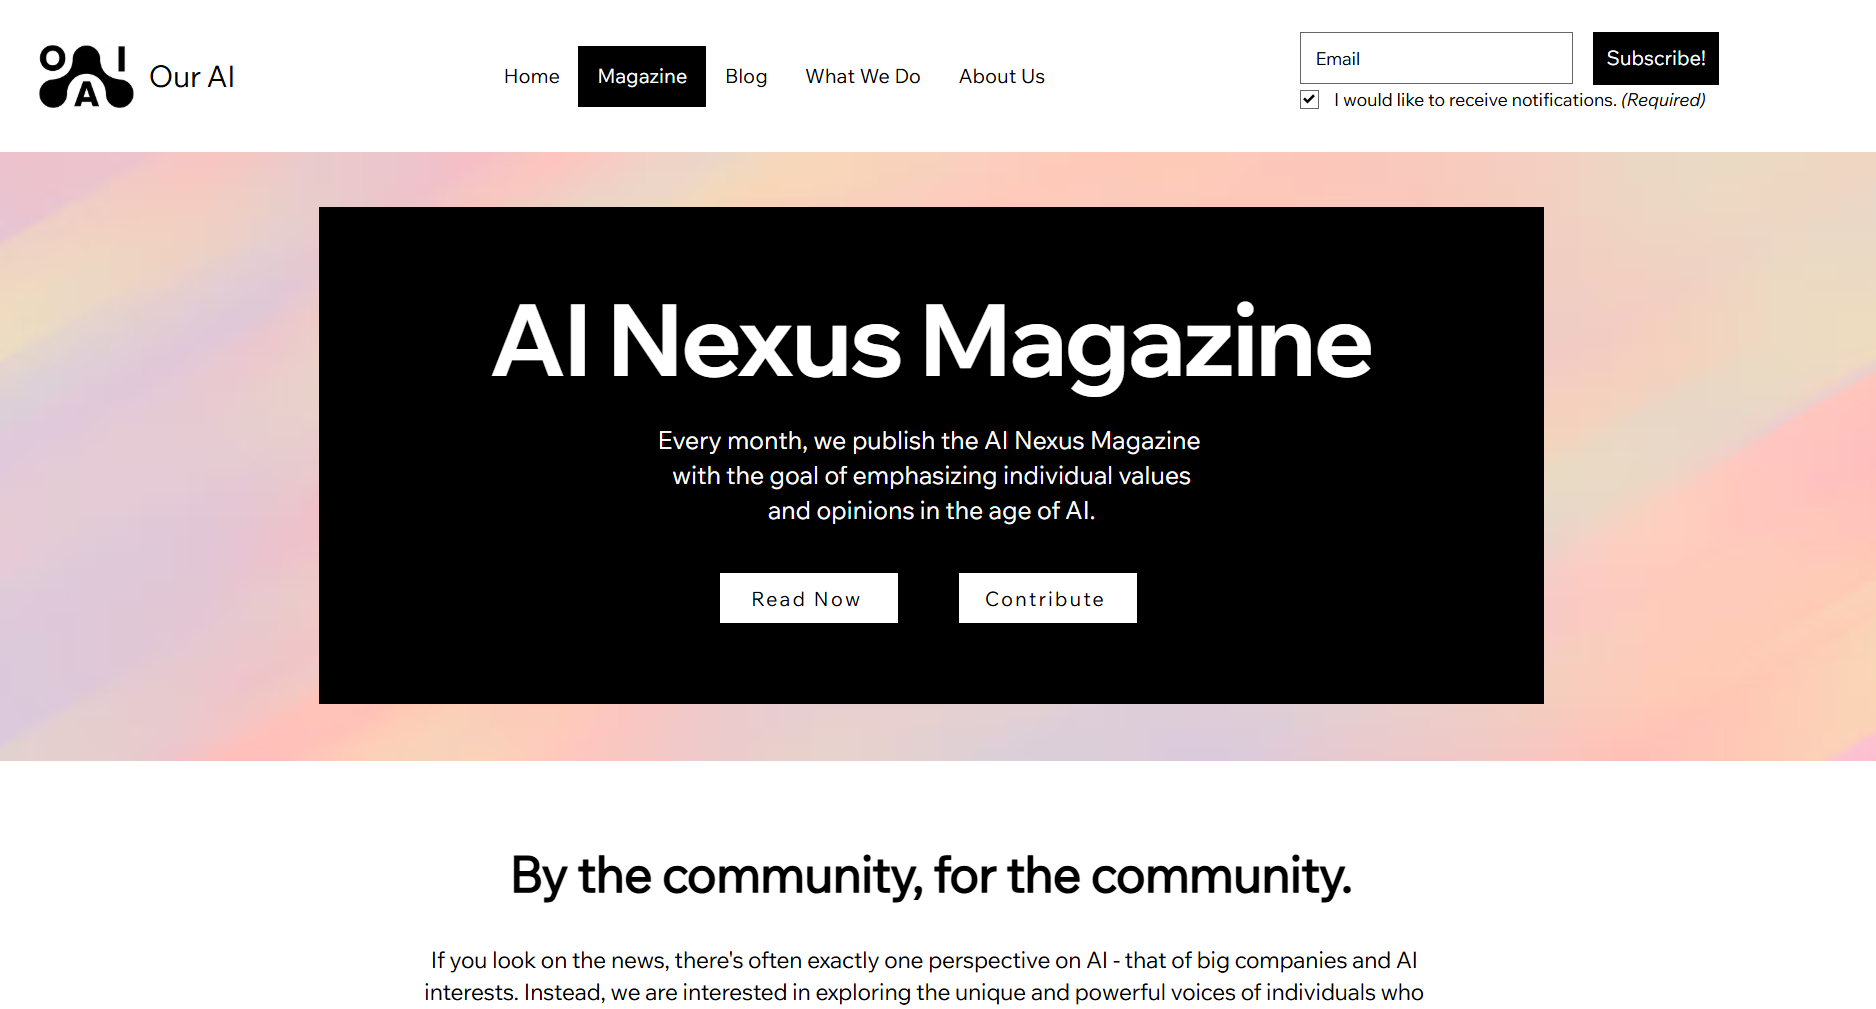 O A I
A
Our AI
Home
Magazine
Blog
What We Do
About Us
Email
Subscribe!
I would like to receive notifications. (Required)
AI Nexus Magazine
Every month, we publish the AI Nexus Magazine
with the goal of emphasizing individual values
and opinions in the age of AI.
Read Now
Contribute
By the community, for the community.
If you look on the news, there's often exactly one perspective on AI - that of big companies and AI
interests. Instead, we are interested in exploring the unique and powerful voices of individuals who